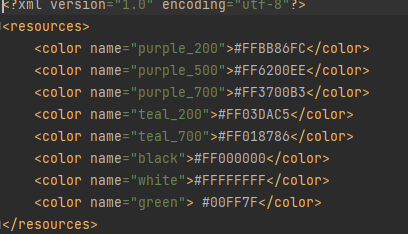 <?xml version="1.0" encoding="utf-8"?>
<resources>
<color name="purple_200">#FFBB86FC</color>
<color name="purple_500">#FF6200EE</color>
<color name="purple_700">#FF3700B3</color>
<color name="teal_200">#FF03DAC5</color>
<color name="teal_700">#FF018786</color>
<color name="black">#FF000000</color>
<color name="white">#FFFFFFFF</color>
<color name="green"> #00FF7F</color>
</resources>